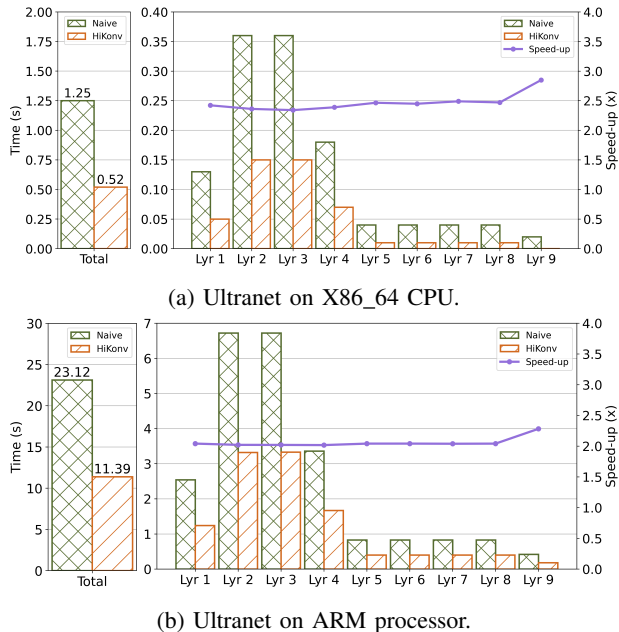 2.00
1.75
1.50
1.25
1.00
0.75
0.50
0.25
0.00
Time (s)
Naive
HiKonv
1.25
0.52
Total
0.40
0.35
0.30
0.25
0.20
0.15
0.10
0.05
0.00
Naive
HiKonv
Speed-up
4.0
3.5
3.0
2.5
2.0
1.5
1.0
0.5
0.0
Speed-up (x)
Lyr 1 Lyr 2 Lyr 3 Lyr 4 Lyr 5 Lyr 6 Lyr 7 Lyr 8 Lyr 9
(a) Ultranet on X86_64 CPU.
30
25
20
15
10
5
0
Time (s)
Naive
HiKonv
23.12
11.39
Total
7
6
5
4
3
2
1
0
Naive
HiKonv
Speed-up
4.0
3.5
3.0
2.5
2.0
1.5
1.0
0.5
0.0
Speed-up (x)
Lyr 1 Lyr 2 Lyr 3 Lyr 4 Lyr 5 Lyr 6 Lyr 7 Lyr 8 Lyr 9
(b) Ultranet on ARM processor.